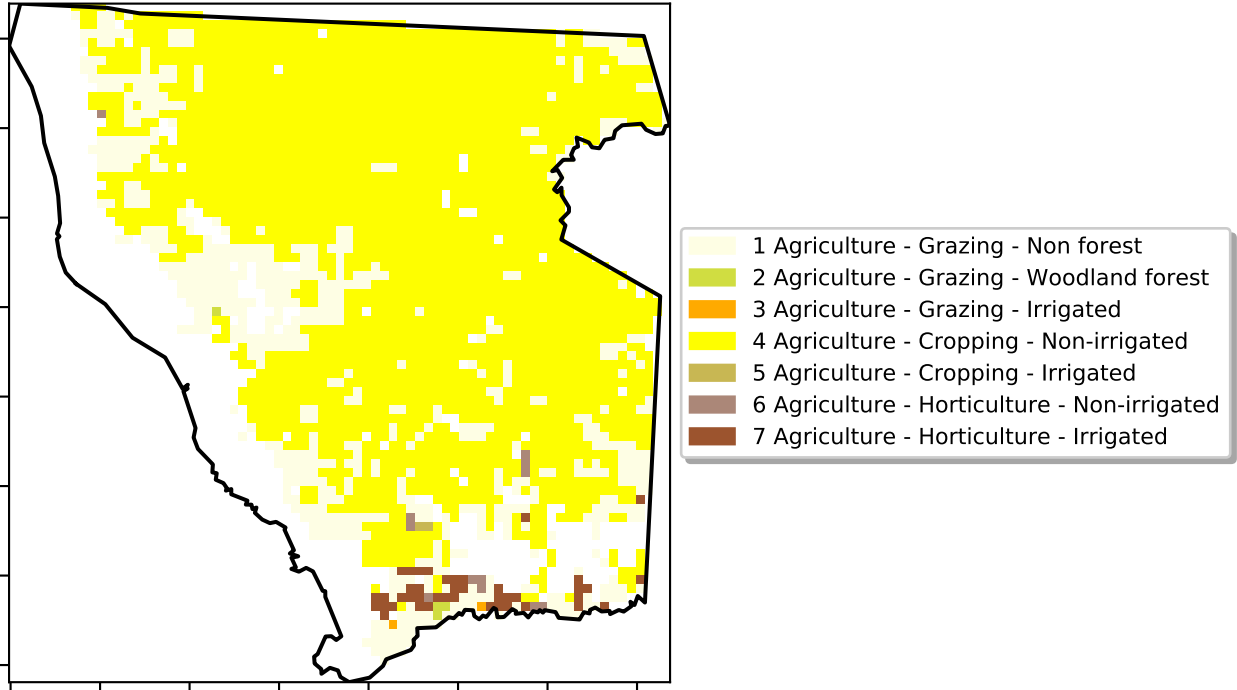 1 Agriculture - Grazing - Non forest
2 Agriculture - Grazing - Woodland forest
3 Agriculture - Grazing - Irrigated
4 Agriculture - Cropping - Non-irrigated
5 Agriculture - Cropping - Irrigated
6 Agriculture - Horticulture - Non-irrigated
7 Agriculture - Horticulture - Irrigated